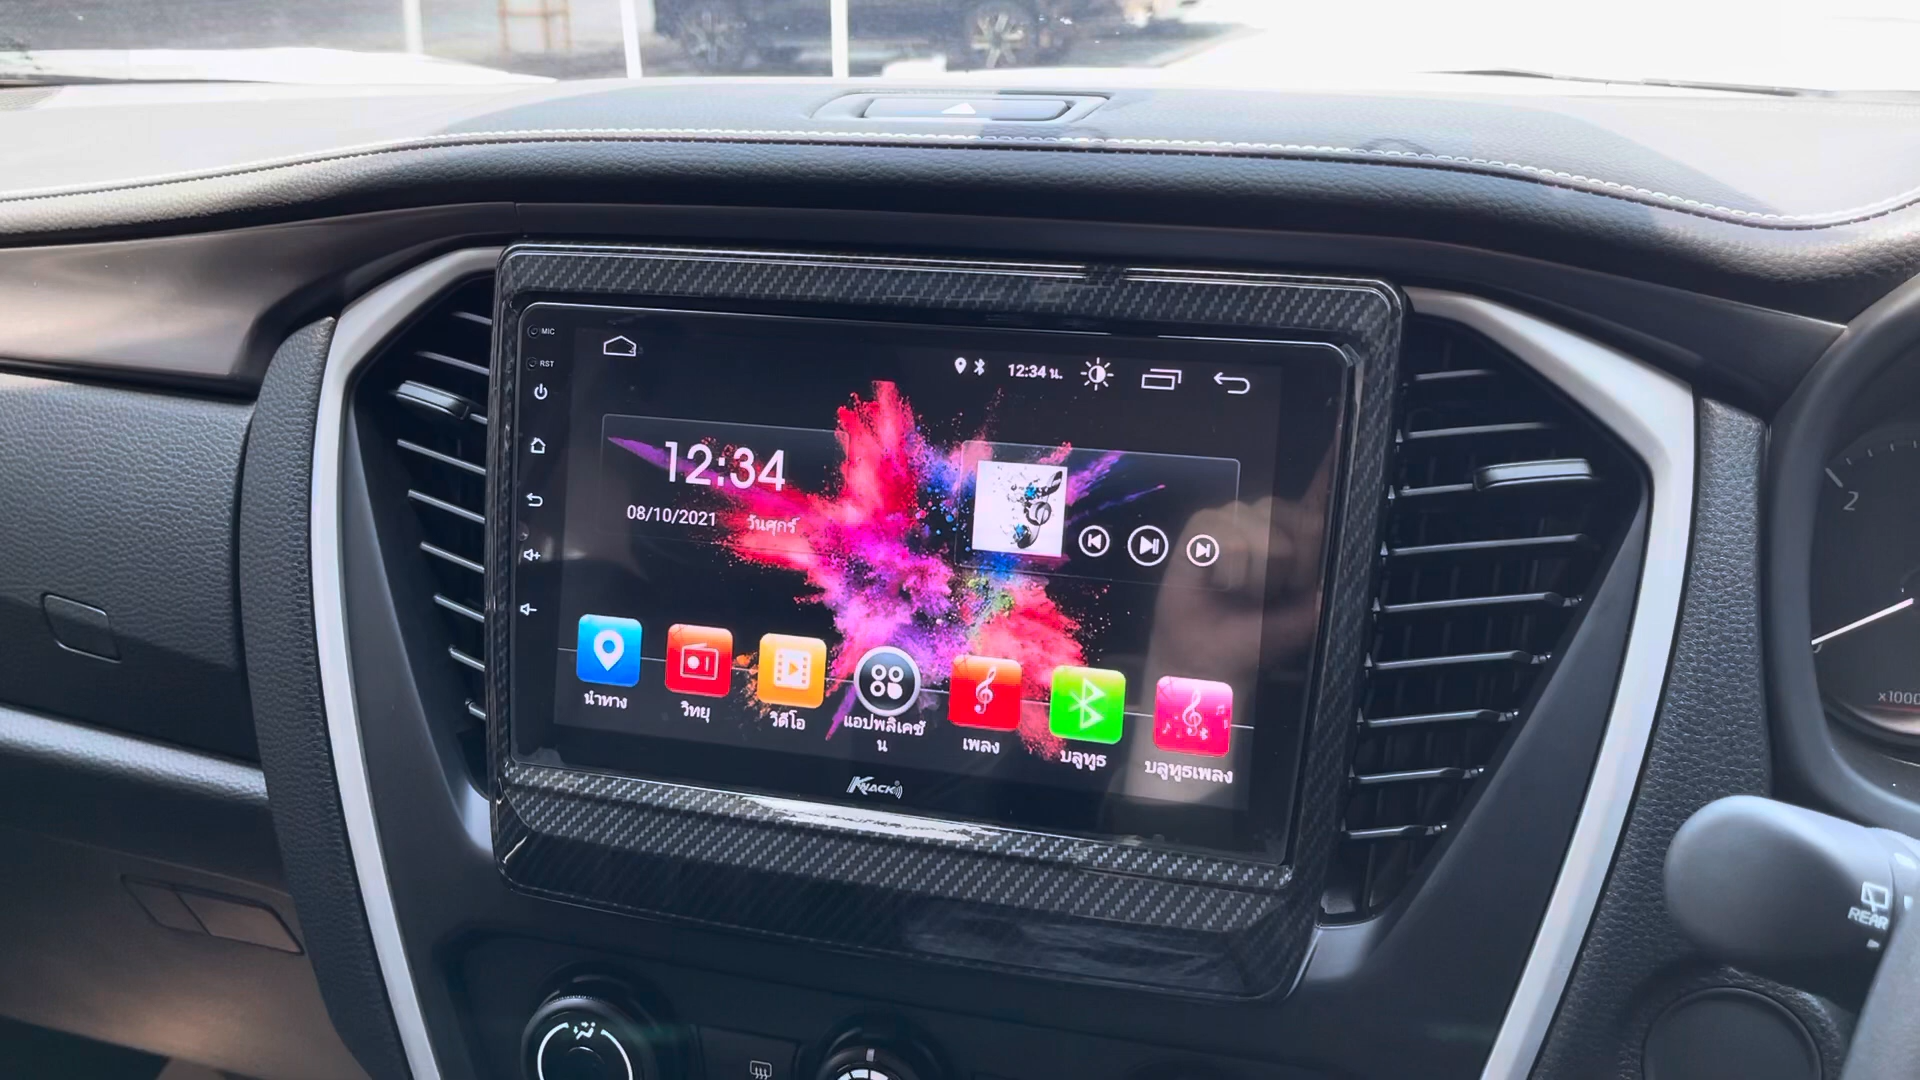 MIC
RST
12:34 น.
12:34
08/10/2021 วันศุกร์
นำทาง
วิทยุ
วิดีโอ
แอปพลิเคชั
น
เพลง
บลูทูธ
บลูทูธเพลง
KNACK
2
x1000
REAR